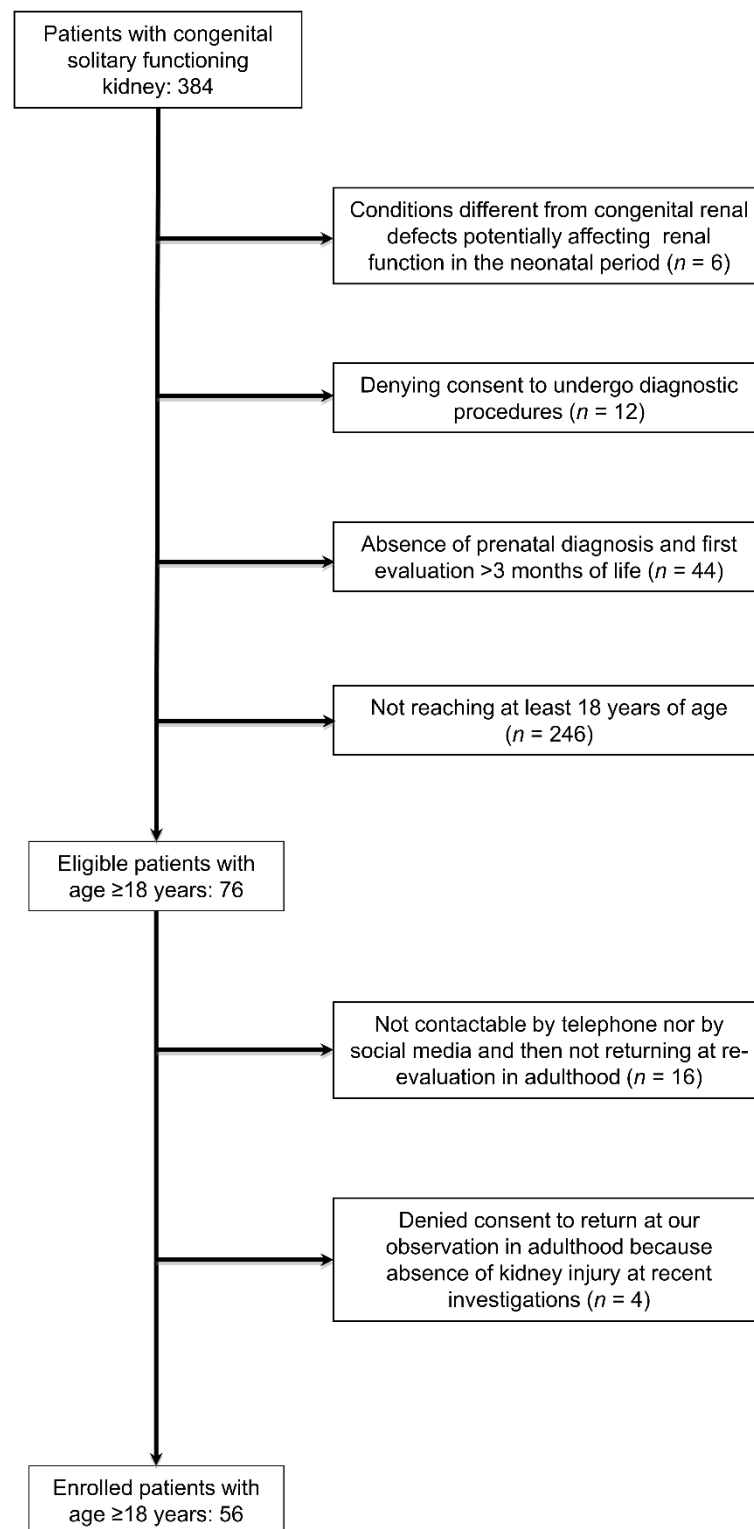 Patients with congenital
solitary functioning
kidney: 384
Conditions different from congenital renal
defects potentially affecting renal
function in the neonatal period (n = 6)
Denying consent to undergo diagnostic
procedures (n = 12)
Absence of prenatal diagnosis and first
evaluation >3 months of life (n = 44)
Not reaching at least 18 years of age
(n = 246)
Eligible patients with
age ≥18 years: 76
Not contactable by telephone nor by
social media and then not returning at re-
evaluation in adulthood (n = 16)
Denied consent to return at our
observation in adulthood because
absence of kidney injury at recent
investigations (n = 4)
Enrolled patients with
age ≥18 years: 56